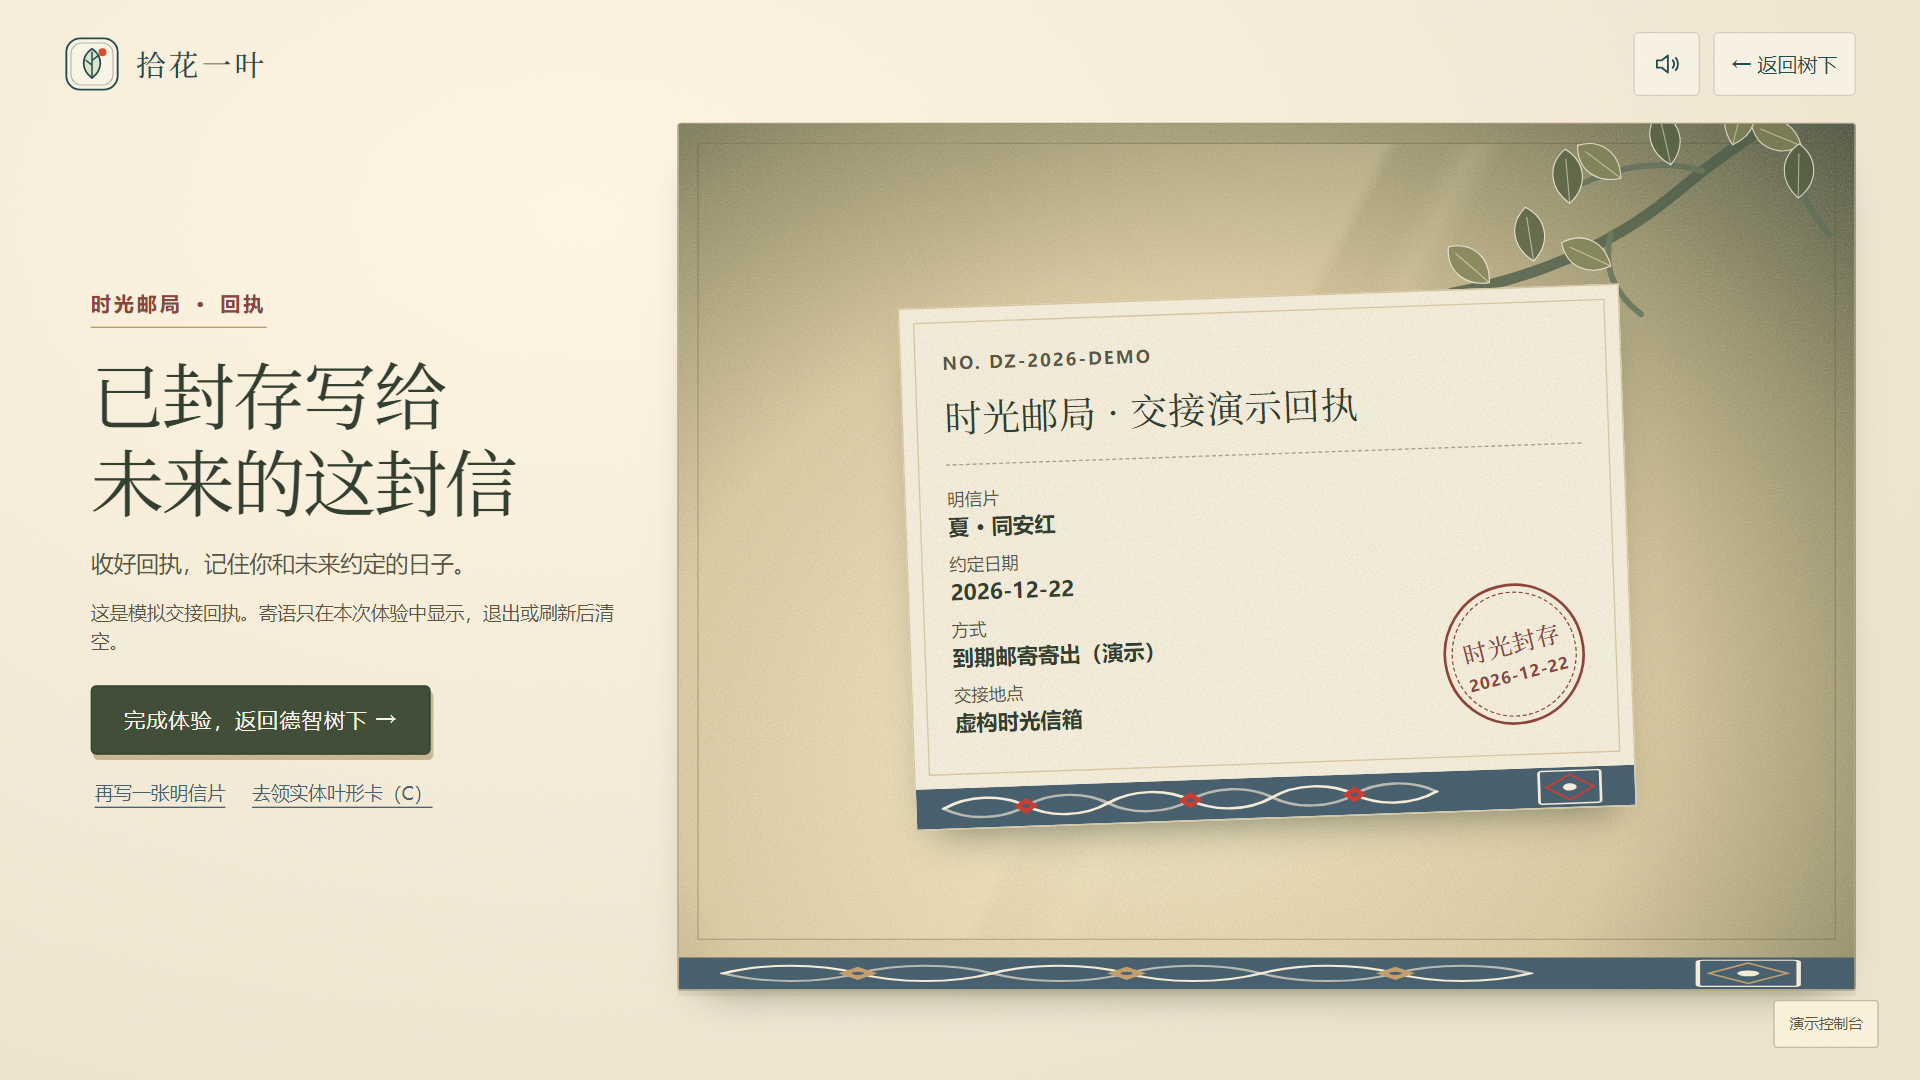 拾花一叶
← 返回树下
时光邮局 · 回执
已封存写给
未来的这封信
收好回执，记住你和未来约定的日子。
这是模拟交接回执。寄语只在本次体验中显示，退出或刷新后清
空。
完成体验，返回德智树下 →
再写一张明信片
去领实体叶形卡（C）
NO. DZ-2026-DEMO
时光邮局 · 交接演示回执
明信片
夏 · 同安红
约定日期
2026-12-22
方式
到期邮寄寄出（演示）
交接地点
虚构时光信箱
时光封存
2026-12-22
演示控制台